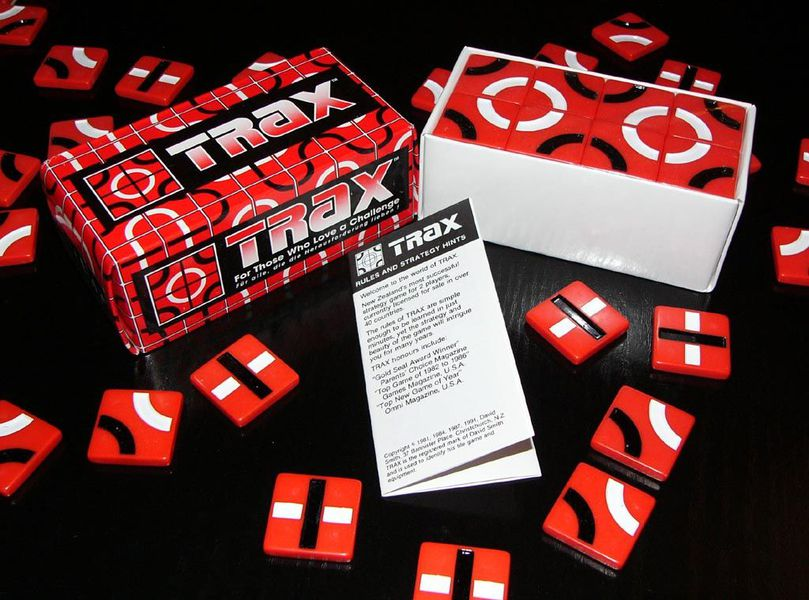 TRAX™
TRAX™
For Those Who Love a Challenge
Für alle, die die Herausforderung lieben !
TRAX
RULES AND STRATEGY HINTS
Welcome to the world of TRAX.
New Zealand's most successful
strategy game for 2 players,
currently licensed for sale in over
40 countries.
The rules of TRAX are simple
enough to be learned in just
minutes, yet the strategy and
beauty of the game will intrigue
you for many years.
TRAX honours include:
"Gold Seal Award Winner"
Parents' Choice Magazine
"Top Game of 1982 to 1986"
Games Magazine, U.S.A.
"Top New Game of Year"
Omni Magazine, U.S.A.
Copyright © 1981, 1984, 1987, 1991, David
Smith, 37 Banister Place, Christchurch, N.Z.
TRAX is the registered mark of David Smith
and is used to identify his tile game and
equipment.